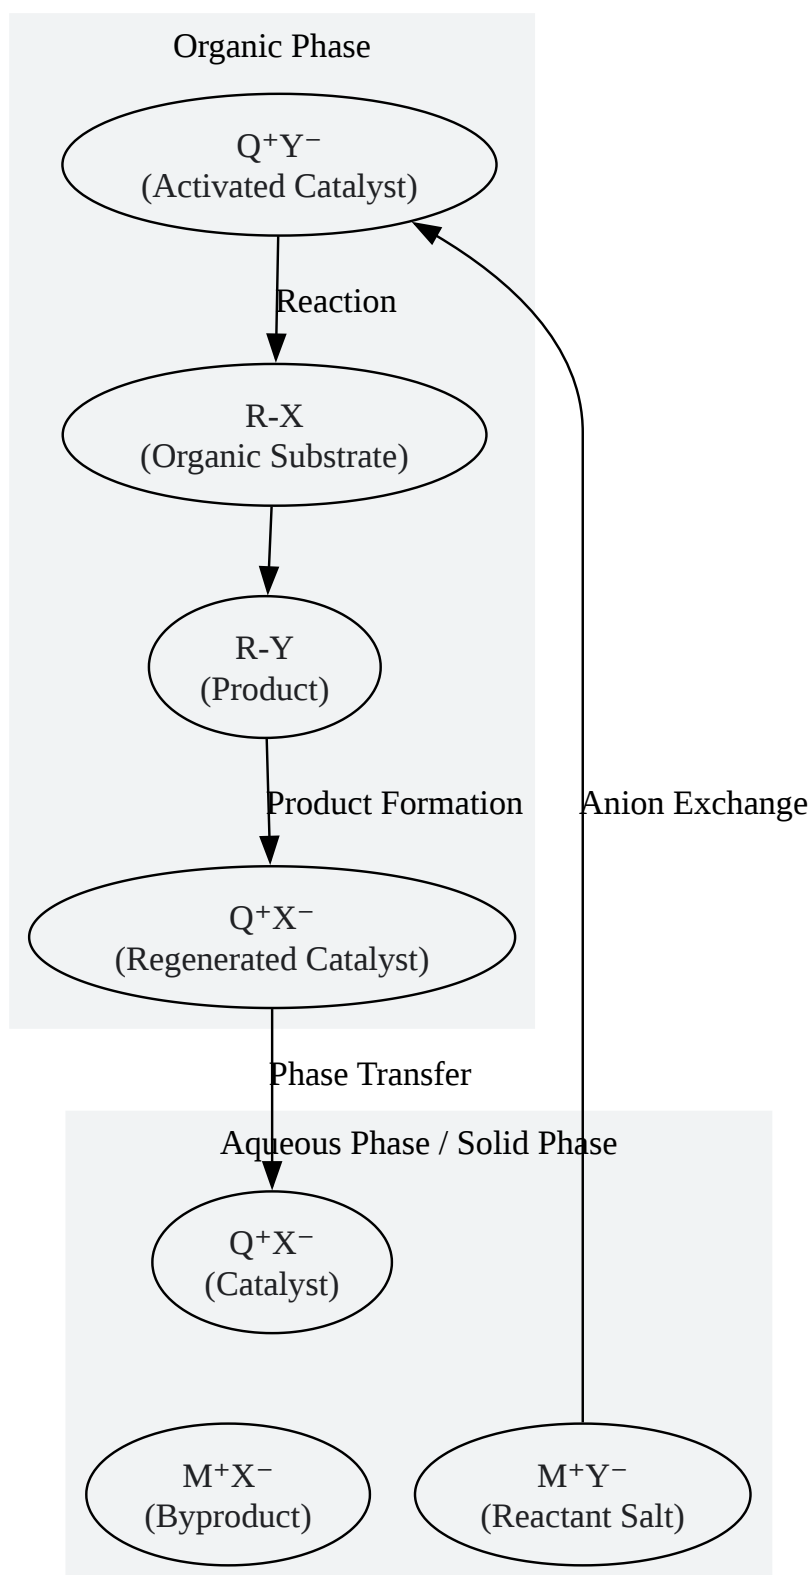 Organic Phase
Q⁺Y⁻
(Activated Catalyst)
Reaction
R-X
(Organic Substrate)
R-Y
(Product)
Product Formation
Anion Exchange
Q⁺X⁻
(Regenerated Catalyst)
Phase Transfer
Aqueous Phase / Solid Phase
Q⁺X⁻
(Catalyst)
M⁺X⁻
(Byproduct)
M⁺Y⁻
(Reactant Salt)